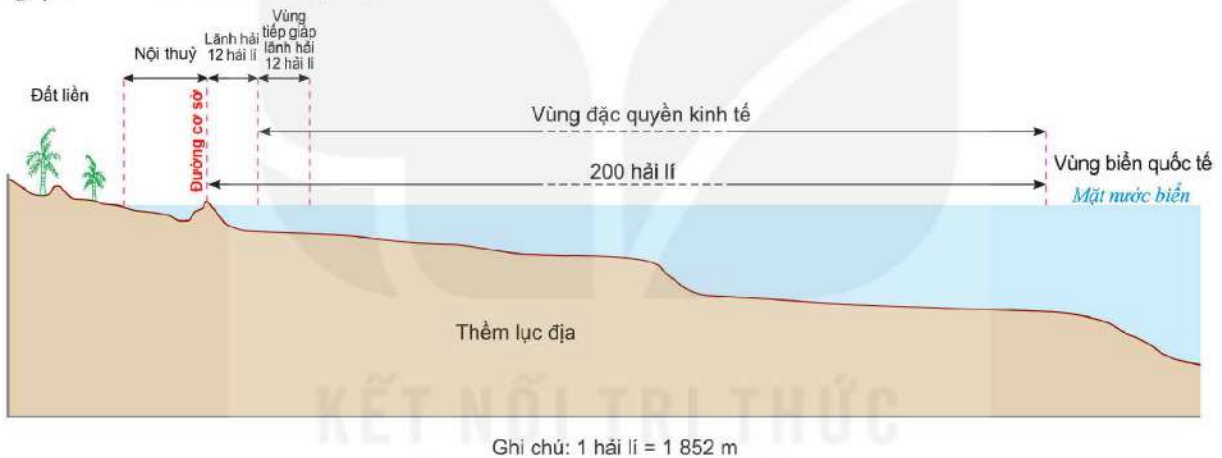 Vùng
tiếp giáp
lãnh hải
12 hải lí
Lãnh hải
12 hải lí
Nội thuỷ
Đất liền
Đường cơ sở
Vùng đặc quyền kinh tế
200 hải lí
Vùng biển quốc tế
Mặt nước biển
Thềm lục địa
KẾT NỐI TRI THỨC
Ghi chú: 1 hải lí = 1 852 m